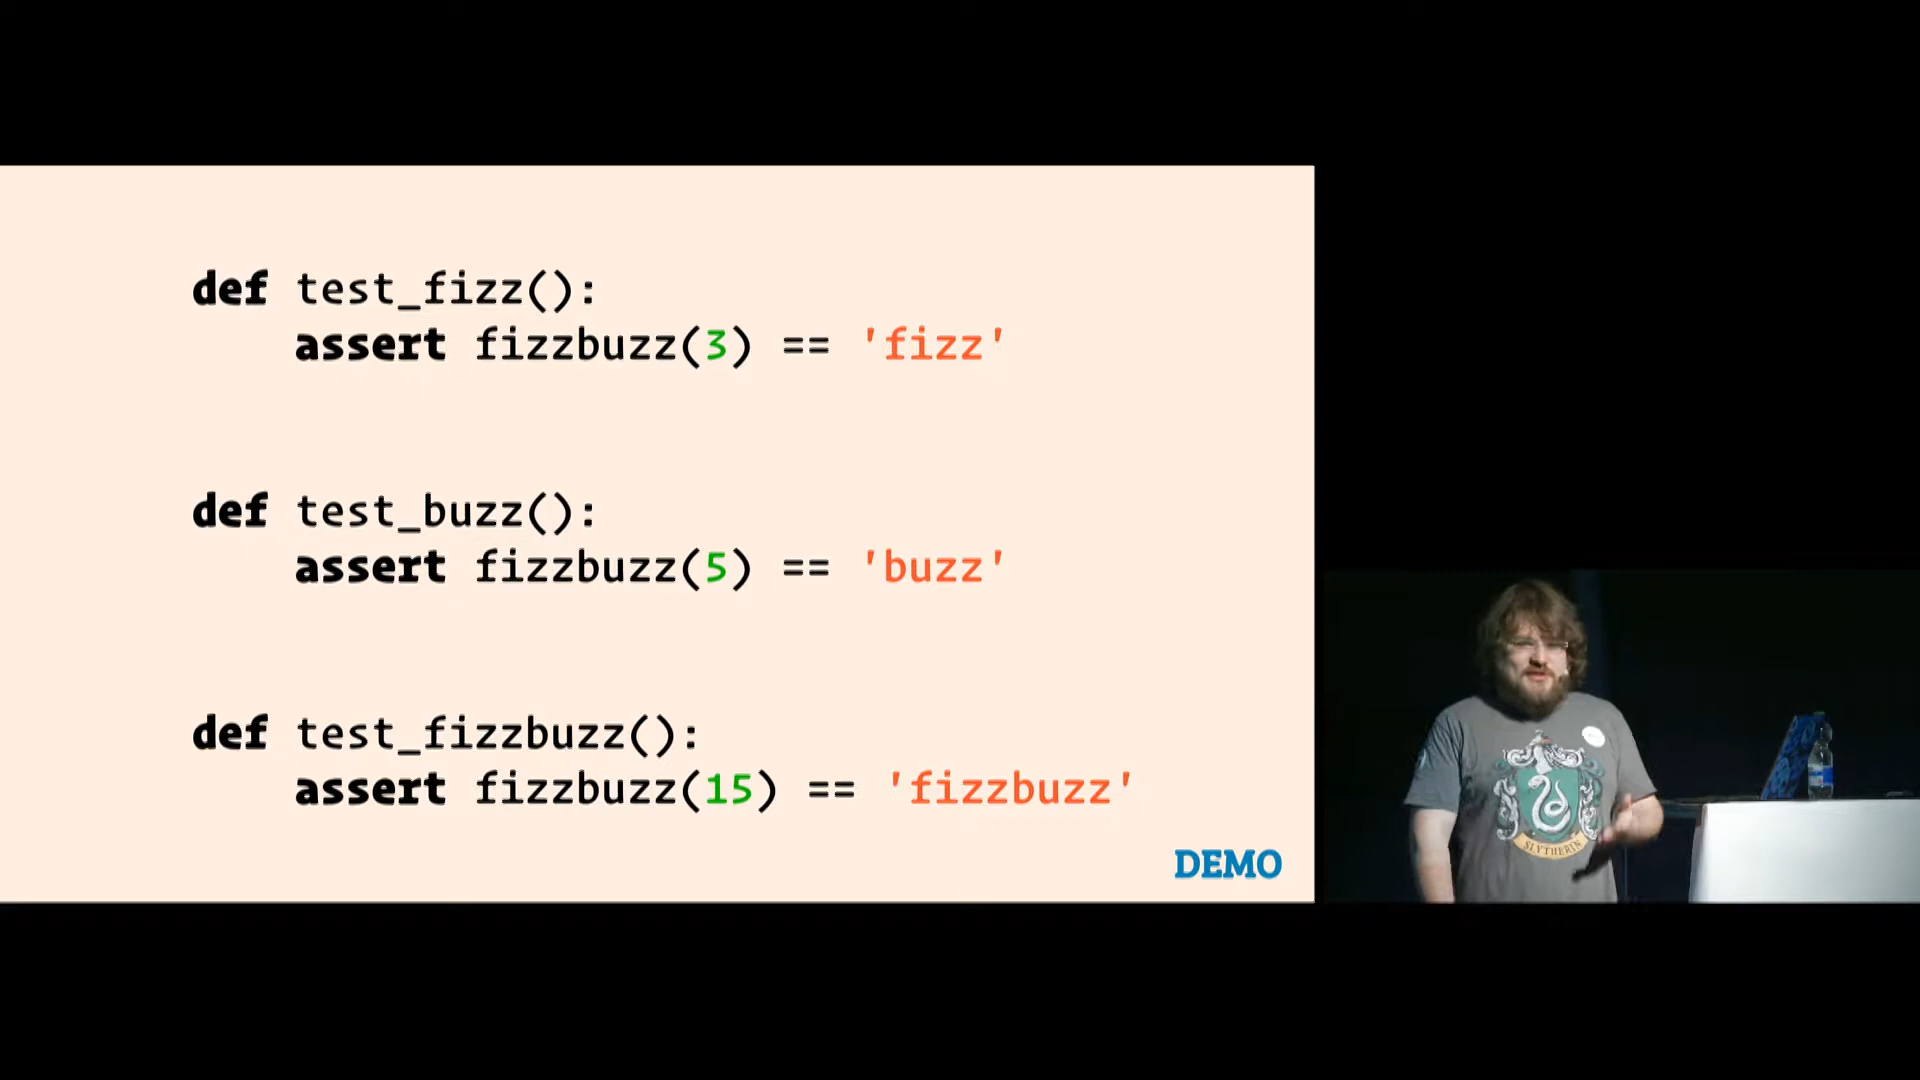 def test_fizz():
    assert fizzbuzz(3) == 'fizz'
def test_buzz():
    assert fizzbuzz(5) == 'buzz'
def test_fizzbuzz():
    assert fizzbuzz(15) == 'fizzbuzz'
DEMO
SLYTHERIN